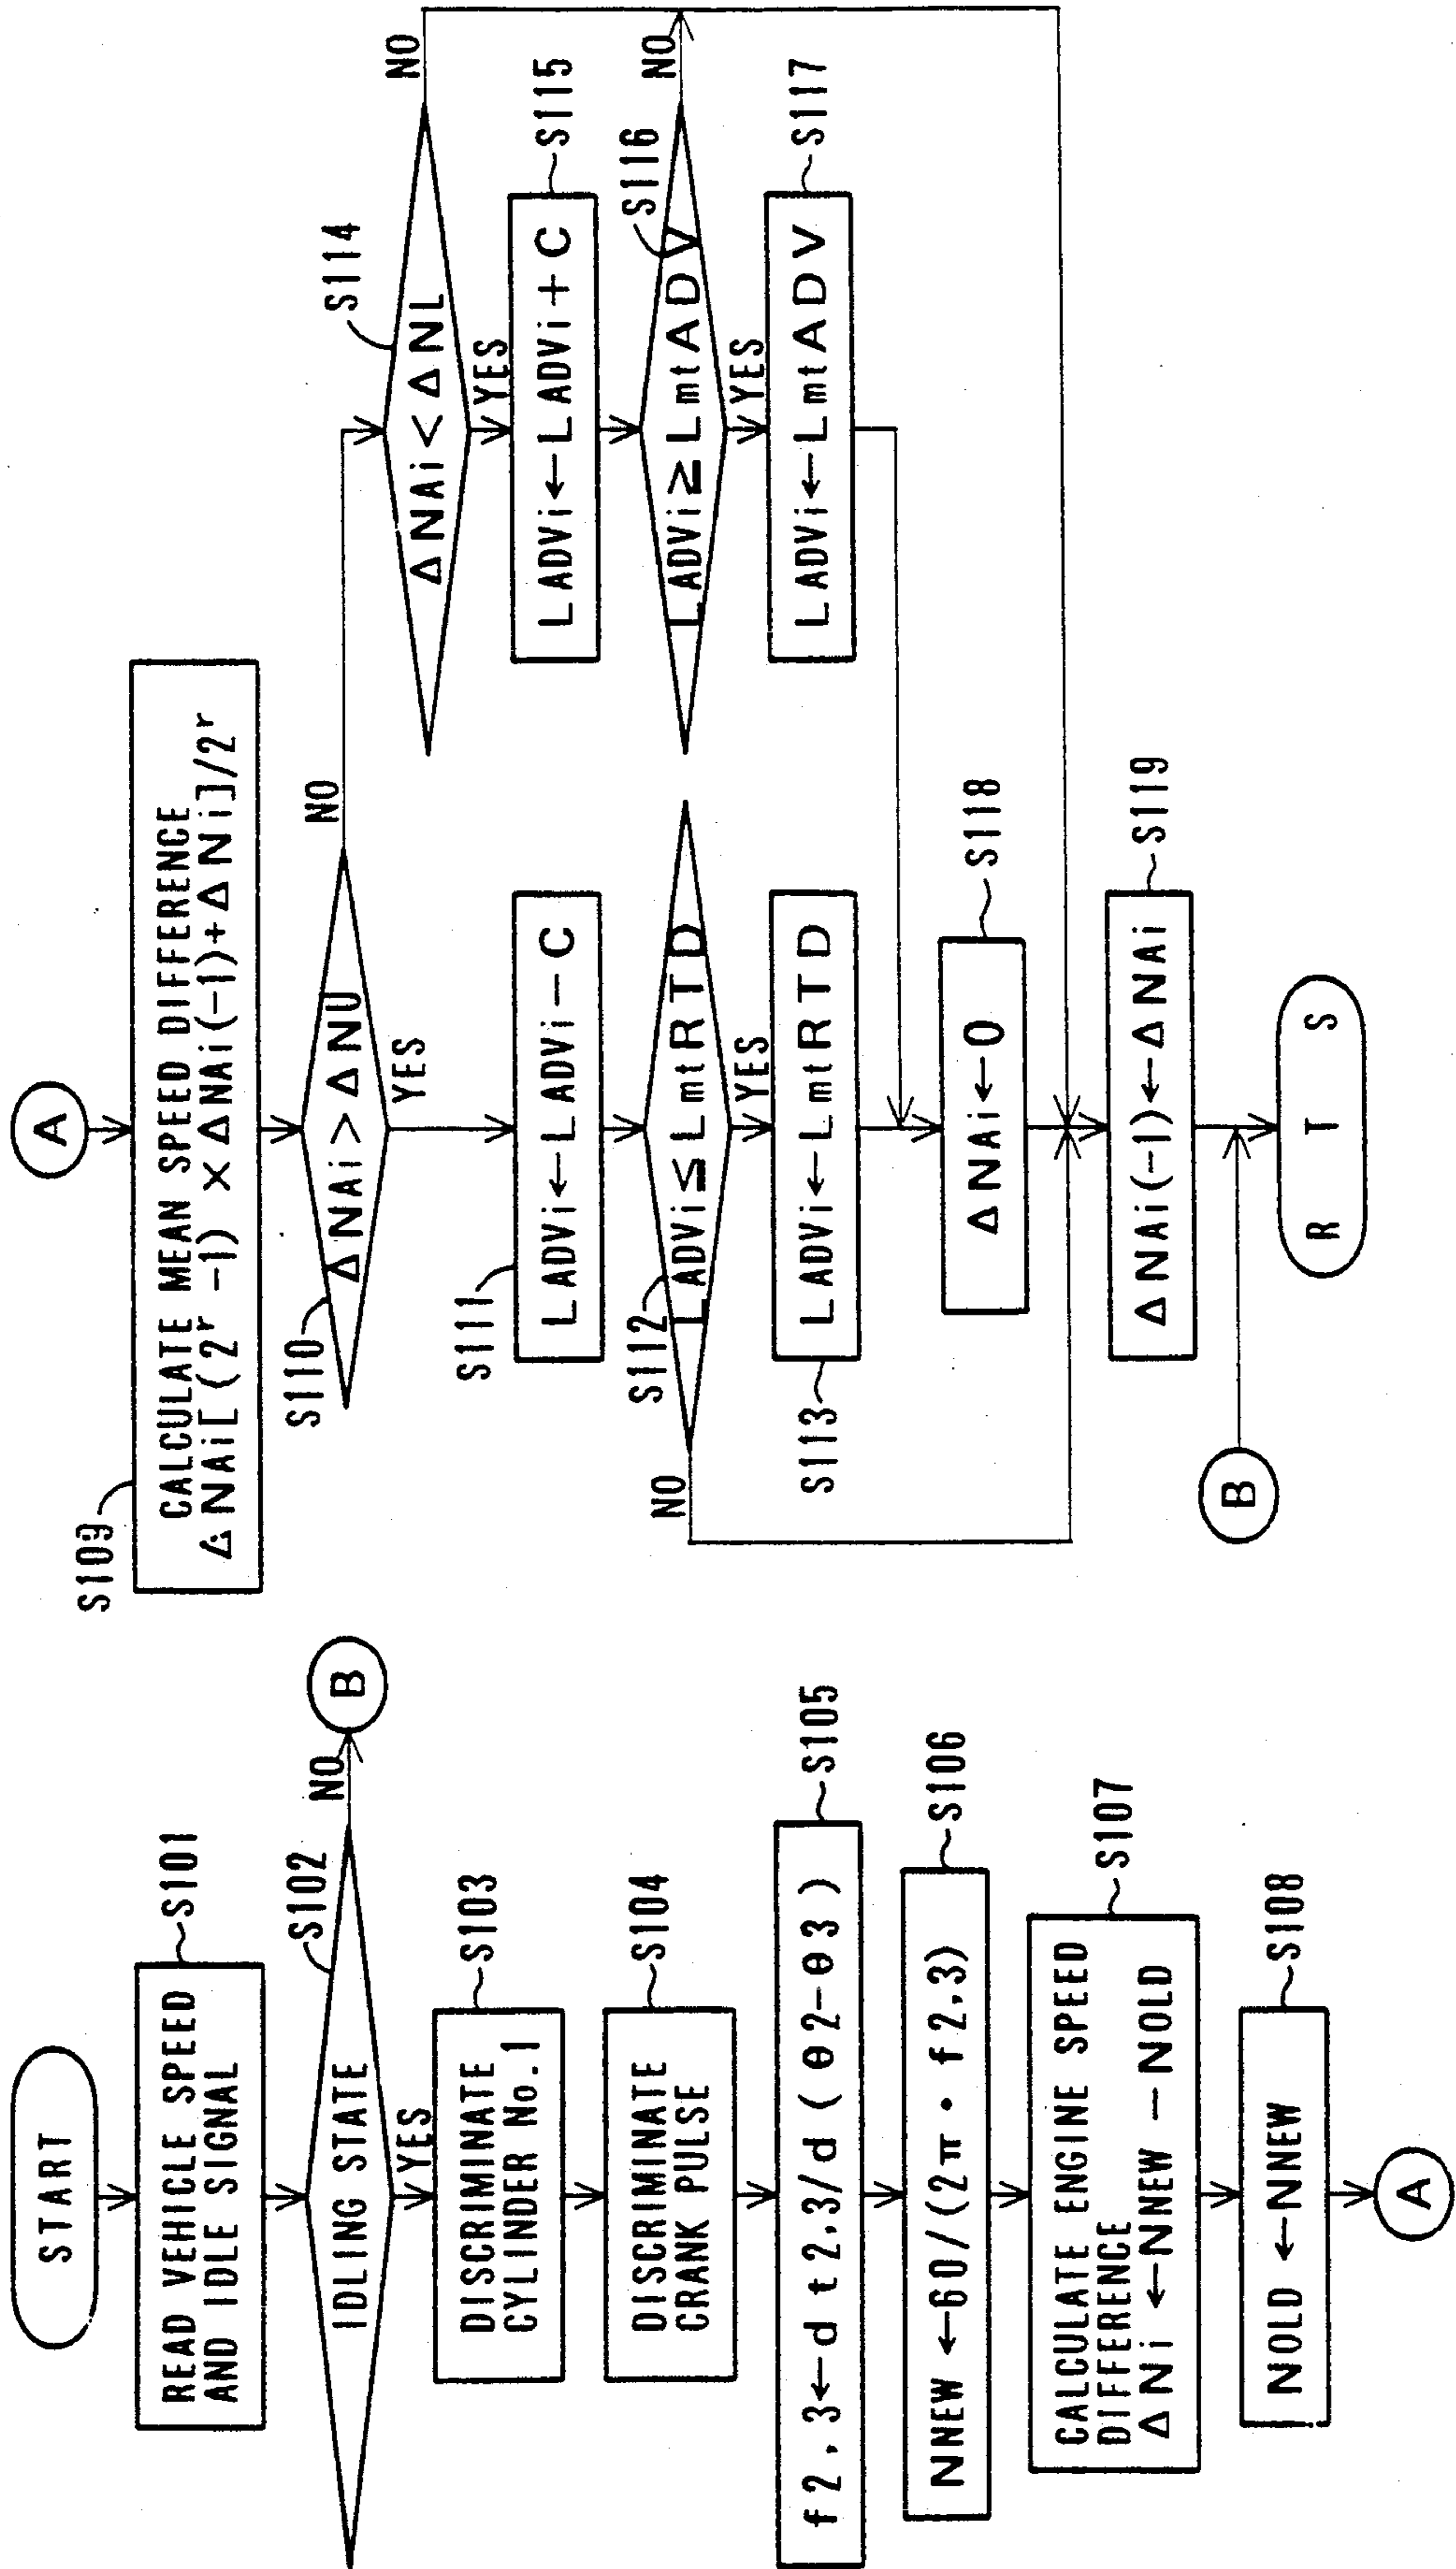 START
READ VEHICLE SPEED
AND IDLE SIGNAL
S101
IDLING STATE
S102
NO
B
YES
DISCRIMINATE
CYLINDER No.1
S103
DISCRIMINATE
CRANK PULSE
S104
f2,3←dt2,3/d(θ2-θ3)
S105
NNEW←60/(2π・f2,3)
S106
CALCULATE ENGINE SPEED
DIFFERENCE
ΔNi←NNEW-NOLD
S107
NOLD←NNEW
S108
A
A
S109
CALCULATE MEAN SPEED DIFFERENCE
ΔNAi[(2^r-1)×ΔNAi(-1)+ΔNi]/2^r
S110
ΔNAi>ΔNU
NO
YES
S111
LADVi←LADVi-C
S112
LADVi≦LmtRTD
NO
YES
S113
LADVi←LmtRTD
S114
ΔNAi<ΔNL
NO
YES
LADVi←LADVi+C
S115
S116
LADVi≧LmtADV
NO
YES
LADVi←LmtADV
S117
ΔNAi←0
S118
ΔNAi(-1)←ΔNAi
S119
B
RTS